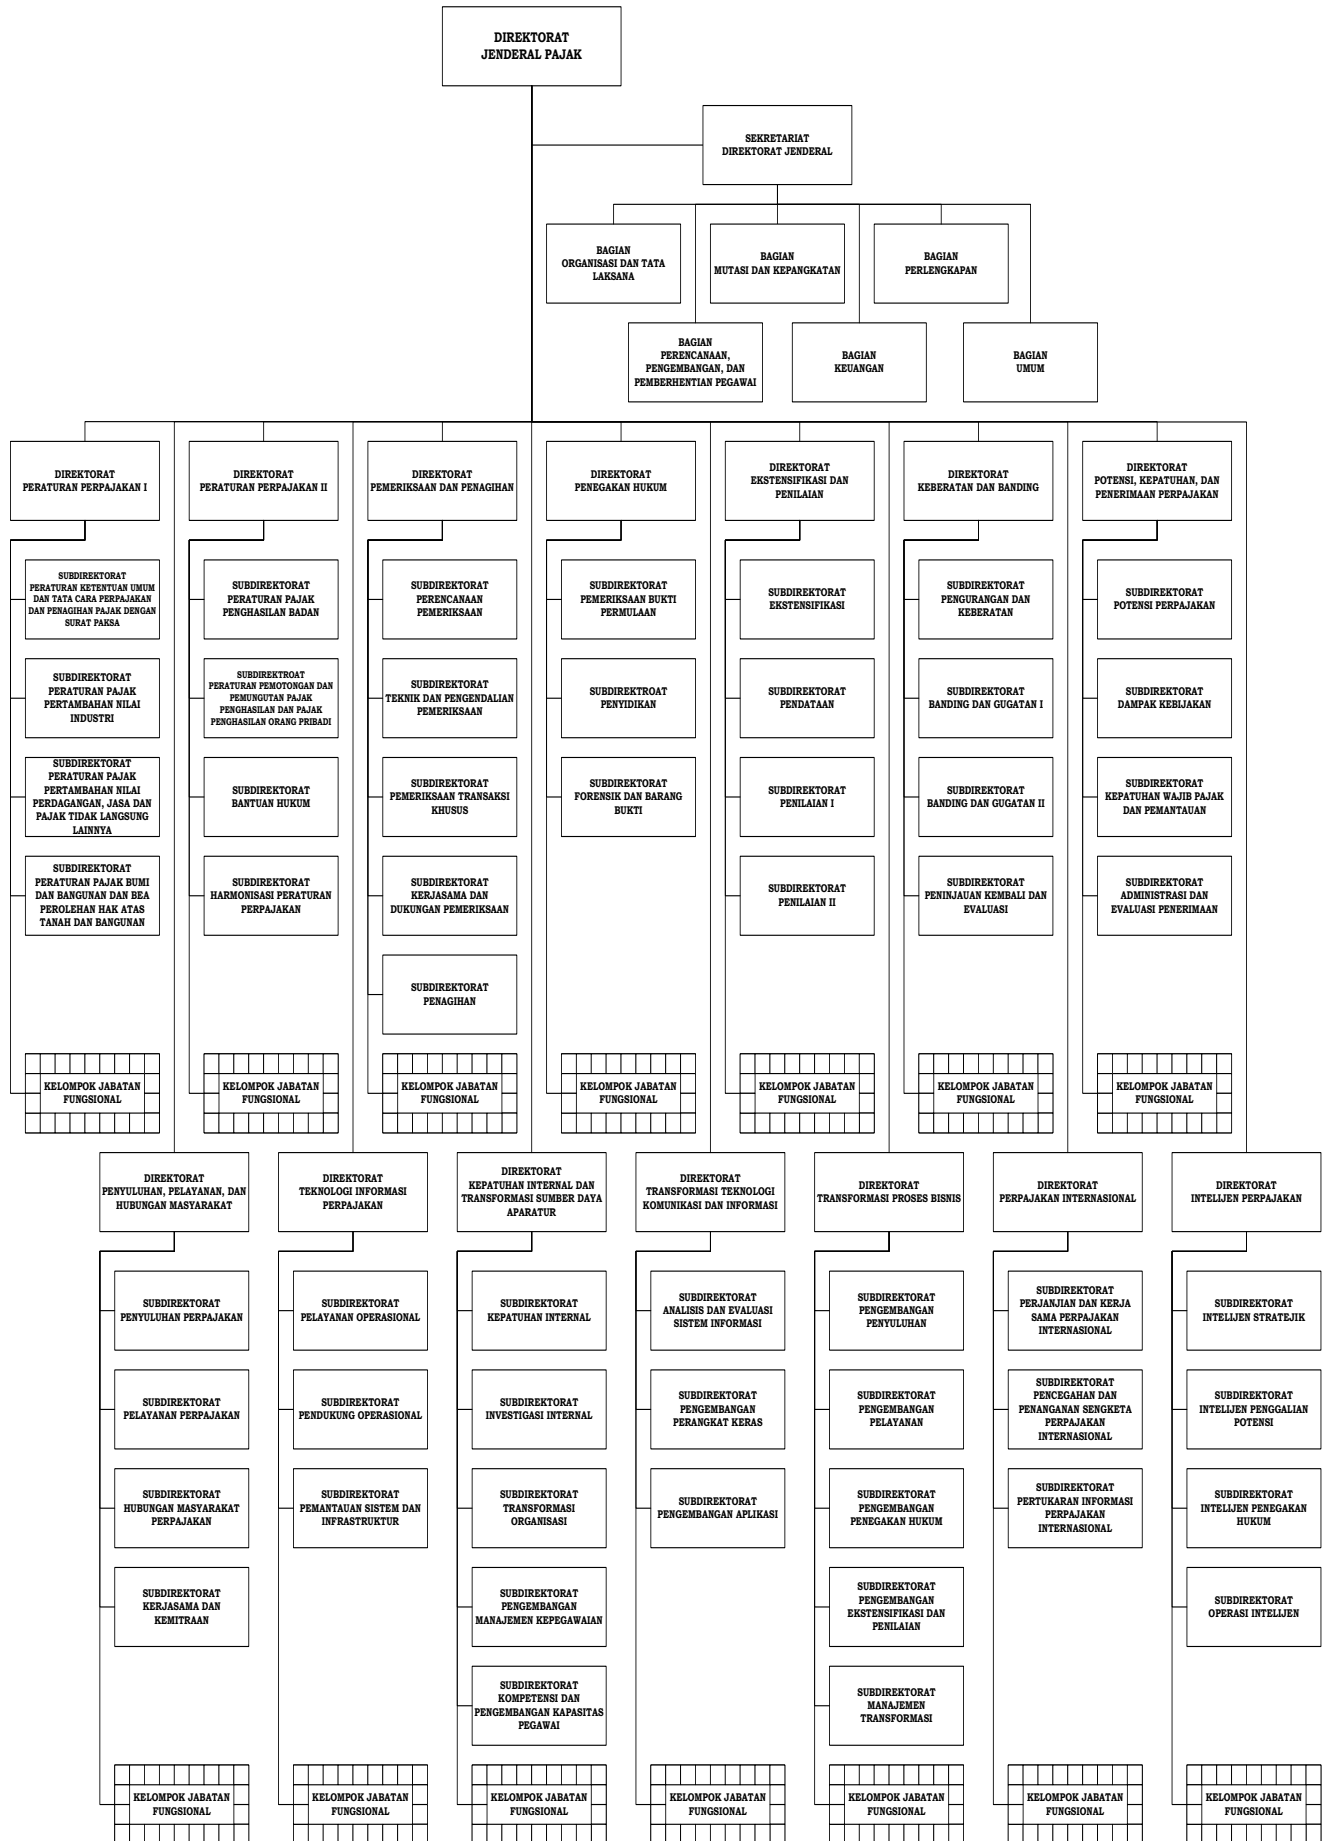 DIREKTORAT
JENDERAL PAJAK
SEKRETARIAT
DIREKTORAT JENDERAL
BAGIAN
ORGANISASI DAN TATA
LAKSANA
BAGIAN
MUTASI DAN KEPANGKATAN
BAGIAN
PERLENGKAPAN
BAGIAN
PERENCANAAN,
PENGEMBANGAN, DAN
PEMBERHENTIAN PEGAWAI
BAGIAN
KEUANGAN
BAGIAN
UMUM
DIREKTORAT
PERATURAN PERPAJAKAN I
DIREKTORAT
PERATURAN PERPAJAKAN II
DIREKTORAT
PEMERIKSAAN DAN PENAGIHAN
DIREKTORAT
PENEGAKAN HUKUM
DIREKTORAT
EKSTENSIFIKASI DAN
PENILAIAN
DIREKTORAT
KEBERATAN DAN BANDING
DIREKTORAT
POTENSI, KEPATUHAN, DAN
PENERIMAAN PERPAJAKAN
SUBDIREKTORAT
PERATURAN KETENTUAN UMUM
DAN TATA CARA PERPAJAKAN
DAN PENAGIHAN PAJAK DENGAN
SURAT PAKSA
SUBDIREKTORAT
PERATURAN PAJAK
PENGHASILAN BADAN
SUBDIREKTORAT
PERENCANAAN
PEMERIKSAAN
SUBDIREKTORAT
PEMERIKSAAN BUKTI
PERMULAAN
SUBDIREKTORAT
EKSTENSIFIKASI
SUBDIREKTORAT
PENGURANGAN DAN
KEBERATAN
SUBDIREKTORAT
POTENSI PERPAJAKAN
SUBDIREKTORAT
PERATURAN PAJAK
PERTAMBAHAN NILAI
INDUSTRI
SUBDIREKTROAT
PERATURAN PEMOTONGAN DAN
PEMUNGUTAN PAJAK
PENGHASILAN DAN PAJAK
PENGHASILAN ORANG PRIBADI
SUBDIREKTORAT
TEKNIK DAN PENGENDALIAN
PEMERIKSAAN
SUBDIREKTROAT
PENYIDIKAN
SUBDIREKTORAT
PENDATAAN
SUBDIREKTORAT
BANDING DAN GUGATAN I
SUBDIREKTORAT
DAMPAK KEBIJAKAN
SUBDIREKTORAT
PERATURAN PAJAK
PERTAMBAHAN NILAI
PERDAGANGAN, JASA DAN
PAJAK TIDAK LANGSUNG
LAINNYA
SUBDIREKTORAT
BANTUAN HUKUM
SUBDIREKTORAT
PEMERIKSAAN TRANSAKSI
KHUSUS
SUBDIREKTORAT
FORENSIK DAN BARANG
BUKTI
SUBDIREKTORAT
PENILAIAN I
SUBDIREKTORAT
BANDING DAN GUGATAN II
SUBDIREKTORAT
KEPATUHAN WAJIB PAJAK
DAN PEMANTAUAN
SUBDIREKTORAT
PERATURAN PAJAK BUMI
DAN BANGUNAN DAN BEA
PEROLEHAN HAK ATAS
TANAH DAN BANGUNAN
SUBDIREKTORAT
HARMONISASI PERATURAN
PERPAJAKAN
SUBDIREKTORAT
KERJASAMA DAN
DUKUNGAN PEMERIKSAAN
SUBDIREKTORAT
PENILAIAN II
SUBDIREKTORAT
PENINJAUAN KEMBALI DAN
EVALUASI
SUBDIREKTORAT
ADMINISTRASI DAN
EVALUASI PENERIMAAN
SUBDIREKTORAT
PENAGIHAN
KELOMPOK JABATAN
FUNGSIONAL
KELOMPOK JABATAN
FUNGSIONAL
KELOMPOK JABATAN
FUNGSIONAL
KELOMPOK JABATAN
FUNGSIONAL
KELOMPOK JABATAN
FUNGSIONAL
KELOMPOK JABATAN
FUNGSIONAL
KELOMPOK JABATAN
FUNGSIONAL
DIREKTORAT
PENYULUHAN, PELAYANAN, DAN
HUBUNGAN MASYARAKAT
DIREKTORAT
TEKNOLOGI INFORMASI
PERPAJAKAN
DIREKTORAT
KEPATUHAN INTERNAL DAN
TRANSFORMASI SUMBER DAYA
APARATUR
DIREKTORAT
TRANSFORMASI TEKNOLOGI
KOMUNIKASI DAN INFORMASI
DIREKTORAT
TRANSFORMASI PROSES BISNIS
DIREKTORAT
PERPAJAKAN INTERNASIONAL
DIREKTORAT
INTELIJEN PERPAJAKAN
SUBDIREKTORAT
PENYULUHAN PERPAJAKAN
SUBDIREKTORAT
PELAYANAN OPERASIONAL
SUBDIREKTORAT
KEPATUHAN INTERNAL
SUBDIREKTORAT
ANALISIS DAN EVALUASI
SISTEM INFORMASI
SUBDIREKTORAT
PENGEMBANGAN
PENYULUHAN
SUBDIREKTORAT
PERJANJIAN DAN KERJA
SAMA PERPAJAKAN
INTERNASIONAL
SUBDIREKTORAT
INTELIJEN STRATEJIK
SUBDIREKTORAT
PELAYANAN PERPAJAKAN
SUBDIREKTORAT
PENDUKUNG OPERASIONAL
SUBDIREKTORAT
INVESTIGASI INTERNAL
SUBDIREKTORAT
PENGEMBANGAN
PERANGKAT KERAS
SUBDIREKTORAT
PENGEMBANGAN
PELAYANAN
SUBDIREKTORAT
PENCEGAHAN DAN
PENANGANAN SENGKETA
PERPAJAKAN
INTERNASIONAL
SUBDIREKTORAT
INTELIJEN PENGGALIAN
POTENSI
SUBDIREKTORAT
HUBUNGAN MASYARAKAT
PERPAJAKAN
SUBDIREKTORAT
PEMANTAUAN SISTEM DAN
INFRASTRUKTUR
SUBDIREKTORAT
TRANSFORMASI
ORGANISASI
SUBDIREKTORAT
PENGEMBANGAN APLIKASI
SUBDIREKTORAT
PENGEMBANGAN
PENEGAKAN HUKUM
SUBDIREKTORAT
PERTUKARAN INFORMASI
PERPAJAKAN
INTERNASIONAL
SUBDIREKTORAT
INTELIJEN PENEGAKAN
HUKUM
SUBDIREKTORAT
KERJASAMA DAN
KEMITRAAN
SUBDIREKTORAT
PENGEMBANGAN
MANAJEMEN KEPEGAWAIAN
SUBDIREKTORAT
PENGEMBANGAN
EKSTENSIFIKASI DAN
PENILAIAN
SUBDIREKTORAT
OPERASI INTELIJEN
SUBDIREKTORAT
KOMPETENSI DAN
PENGEMBANGAN KAPASITAS
PEGAWAI
SUBDIREKTORAT
MANAJEMEN
TRANSFORMASI
KELOMPOK JABATAN
FUNGSIONAL
KELOMPOK JABATAN
FUNGSIONAL
KELOMPOK JABATAN
FUNGSIONAL
KELOMPOK JABATAN
FUNGSIONAL
KELOMPOK JABATAN
FUNGSIONAL
KELOMPOK JABATAN
FUNGSIONAL
KELOMPOK JABATAN
FUNGSIONAL